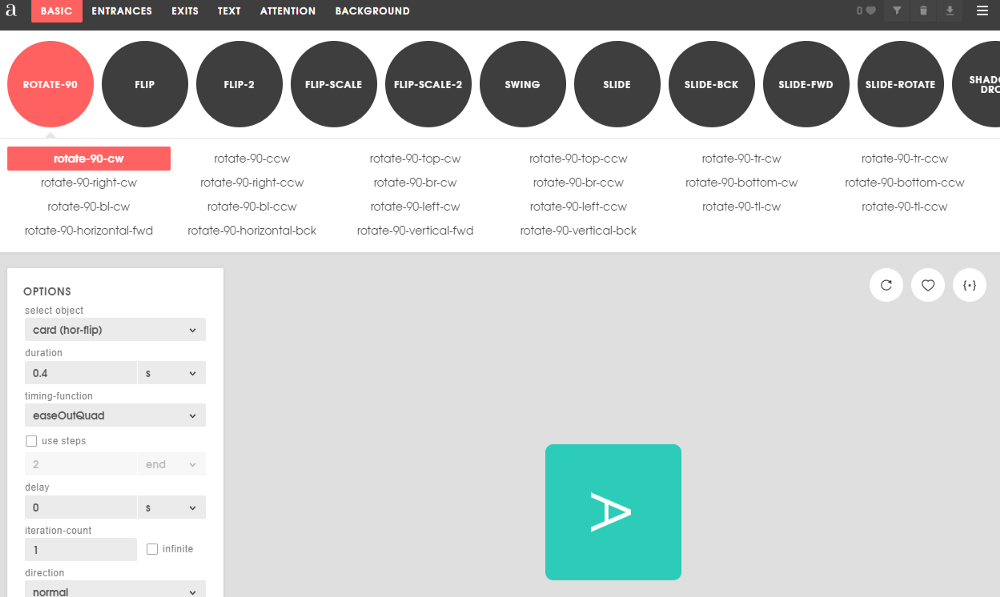 a BASIC ENTRANCES EXITS TEXT ATTENTION BACKGROUND 0
ROTATE-90 FLIP FLIP-2 FLIP-SCALE FLIP-SCALE-2 SWING SLIDE SLIDE-BCK SLIDE-FWD SLIDE-ROTATE
rotate-90-cw rotate-90-ccw rotate-90-top-cw rotate-90-top-ccw rotate-90-tr-cw rotate-90-tr-ccw
rotate-90-right-cw rotate-90-right-ccw rotate-90-br-cw rotate-90-br-ccw rotate-90-bottom-cw rotate-90-bottom-ccw
rotate-90-bl-cw rotate-90-bl-ccw rotate-90-left-cw rotate-90-left-ccw rotate-90-tl-cw rotate-90-tl-ccw
rotate-90-horizontal-fwd rotate-90-horizontal-bck rotate-90-vertical-fwd rotate-90-vertical-bck
OPTIONS
select object
card (hor-flip)
duration
0.4 s
timing-function
easeOutQuad
use steps
2 end
delay
0 s
iteration-count
1 infinite
direction
normal
A